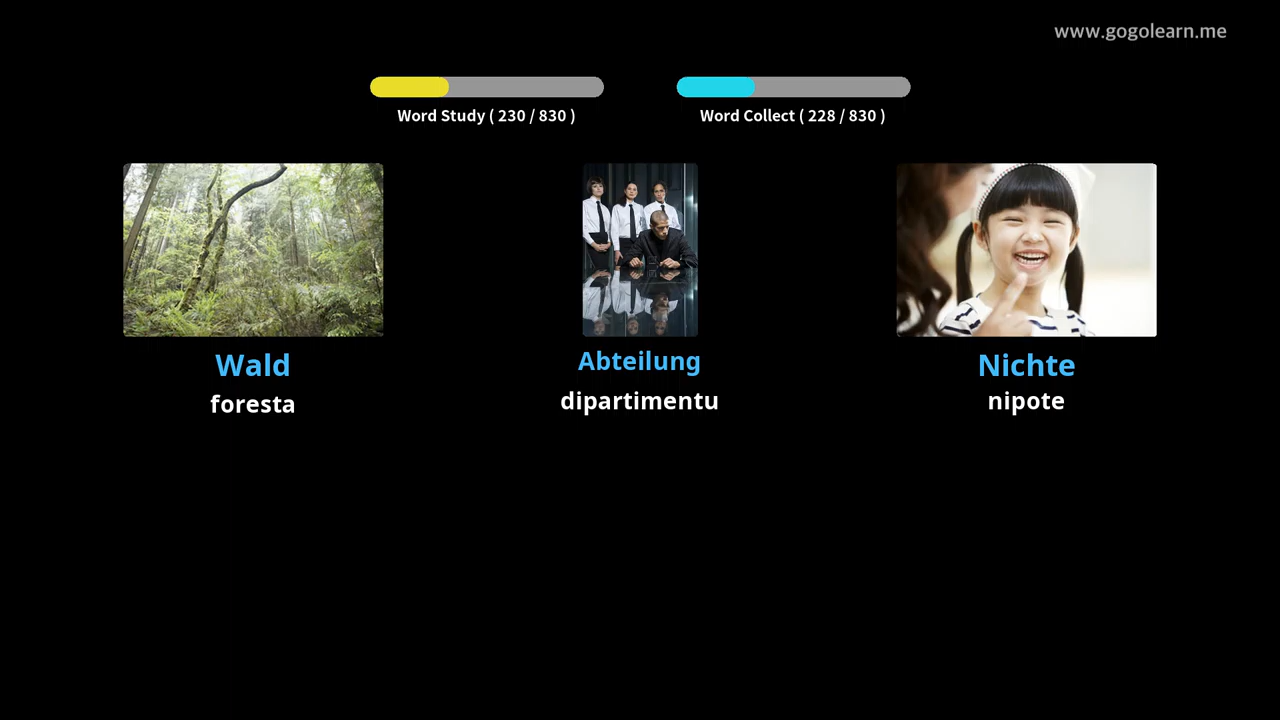 www.gogolearn.me
Word Study ( 230 / 830 )
Word Collect ( 228 / 830 )
Wald
foresta
Abteilung
dipartimentu
Nichte
nipote